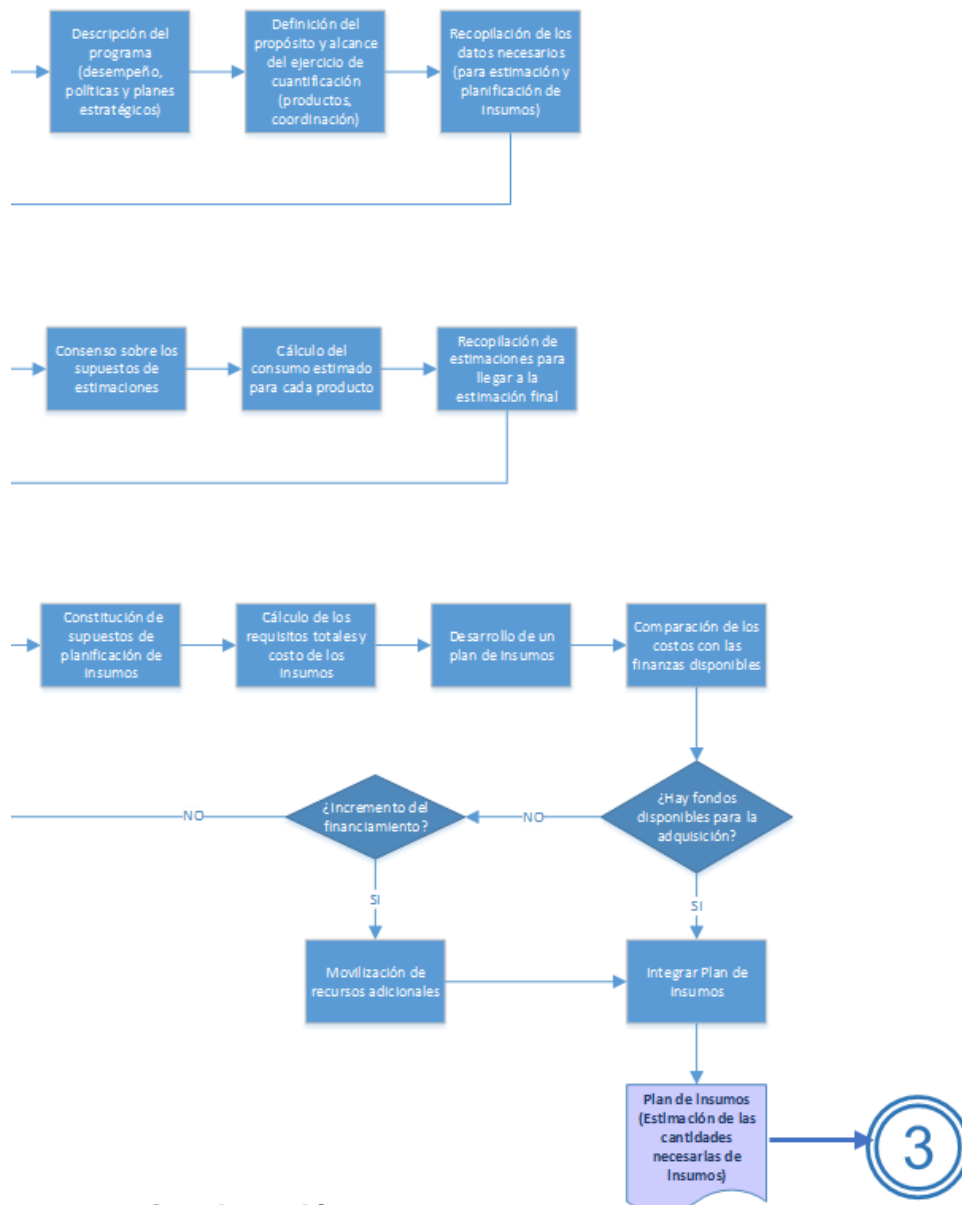 Descripción del
programa
(desempeño,
políticas y planes
estratégicos)
Definición del
propósito y alcance
del ejercicio de
cuantificación
(productos,
coordinación)
Recopilación de los
datos necesarios
(para estimación y
planificación de
insumos)
Consenso sobre los
supuestos de
estimaciones
Cálculo del
consumo estimado
para cada producto
Recopilación de
estimaciones para
llegar a la
estimación final
Constitución de
supuestos de
planificación de
insumos
Cálculo de los
requisitos totales y
costo de los
insumos
Desarrollo de un
plan de insumos
Comparación de los
costos con las
finanzas disponibles
¿Hay fondos
disponibles para la
adquisición?
NO
¿Incremento del
financiamiento?
NO
SI
SI
Movilización de
recursos adicionales
Integrar Plan de
Insumos
Plan de Insumos
(Estimación de las
cantidades
necesarias de
Insumos)
3